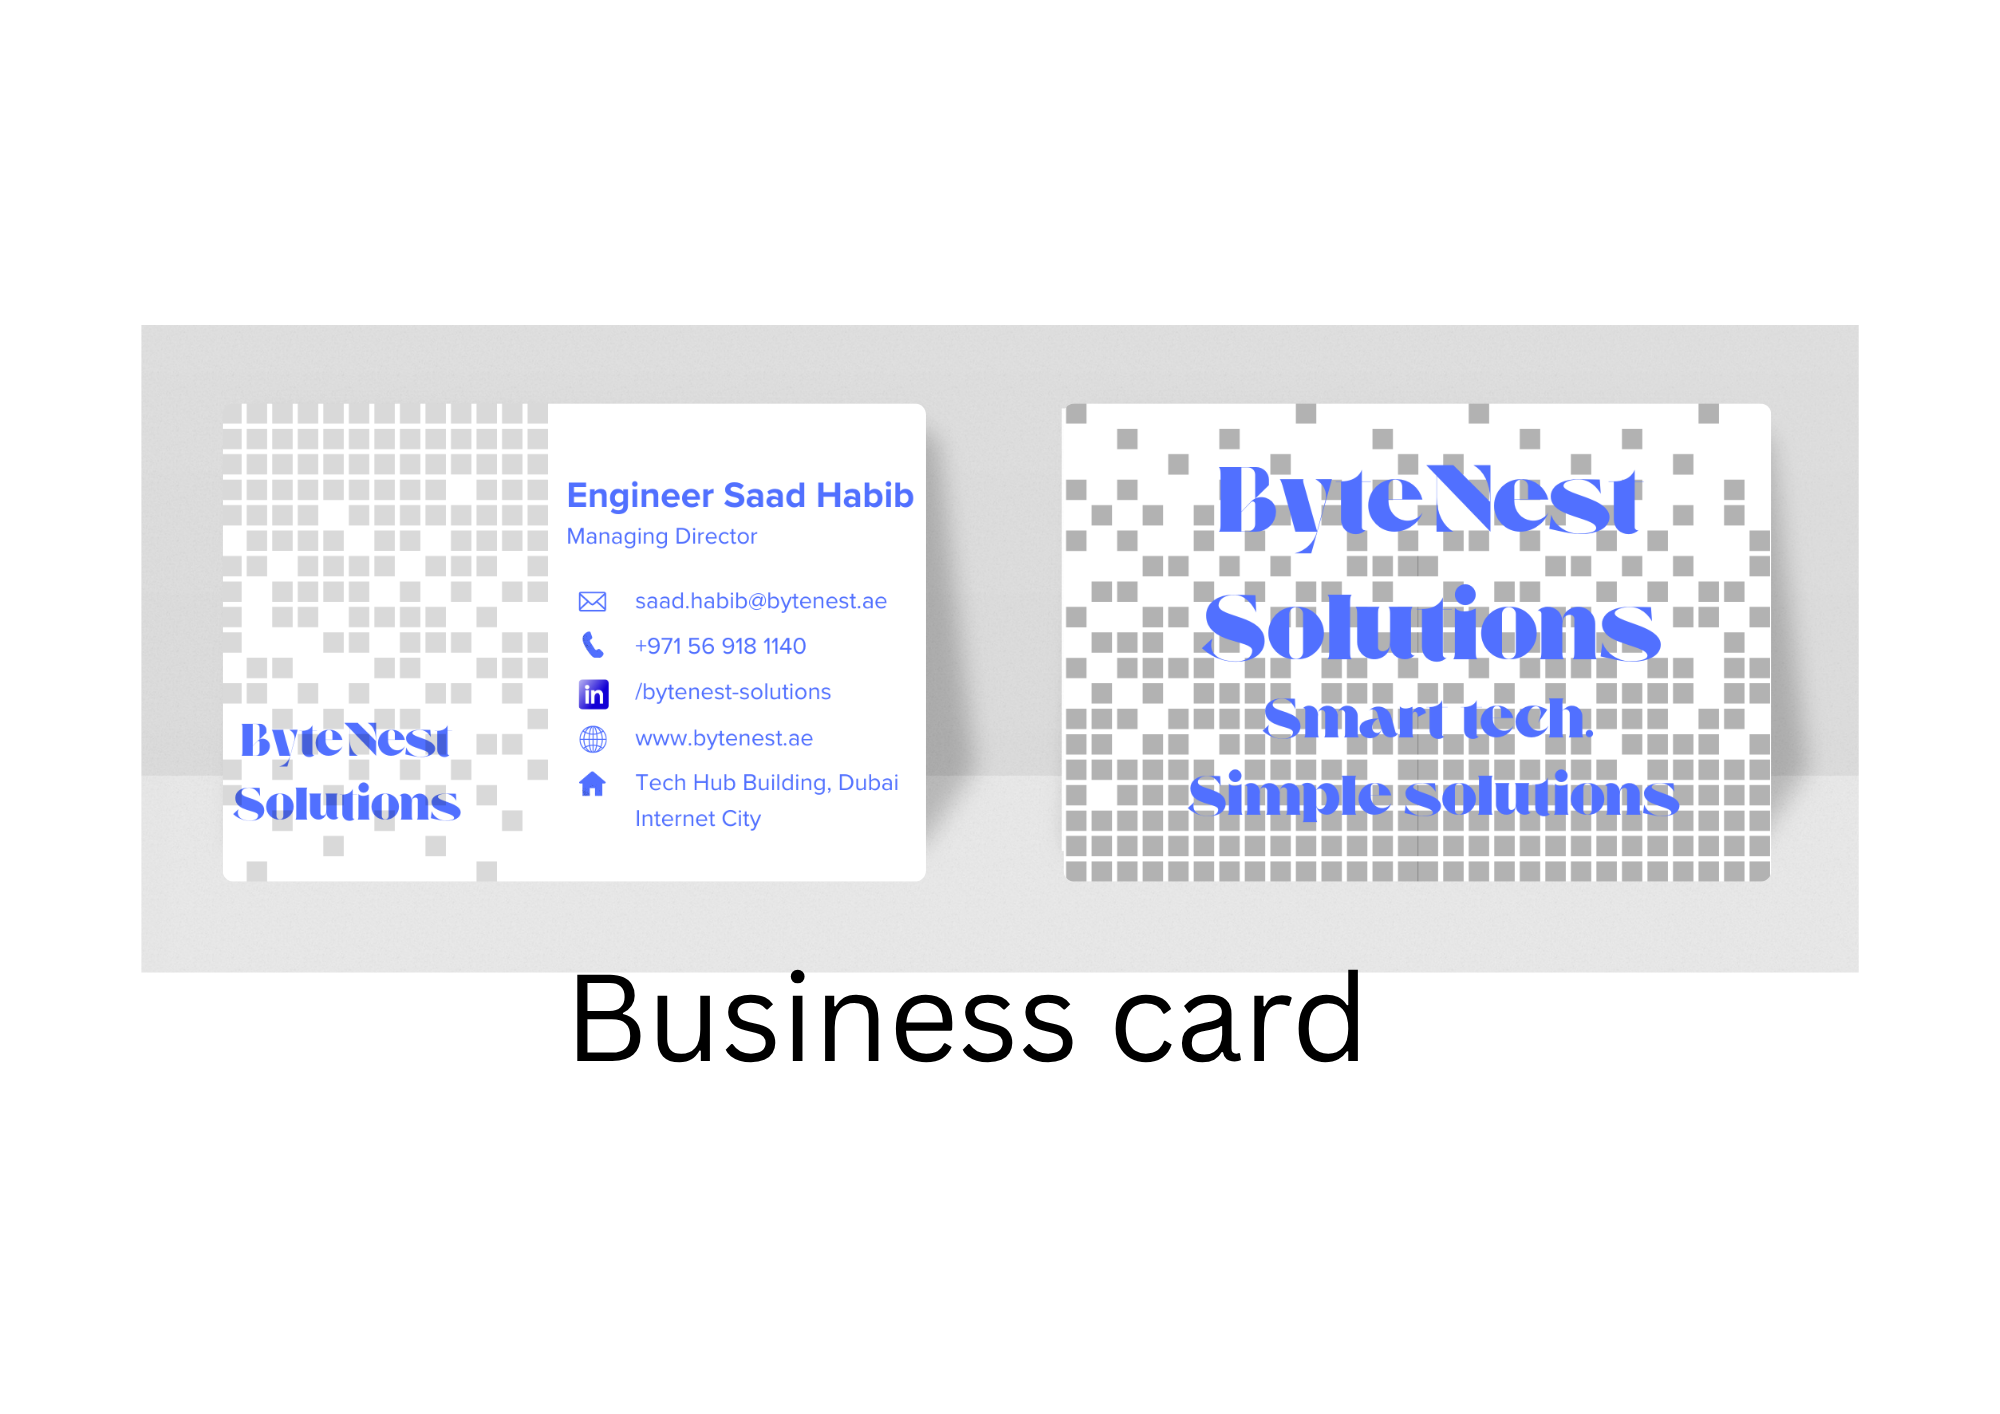 Engineer Saad Habib
Managing Director
saad.habib@bytenest.ae
+971 56 918 1140
in
/bytenest-solutions
www.bytenest.ae
Tech Hub Building, Dubai
Internet City
ByteNest
Solutions
ByteNest
Solutions
Smart tech.
Simple solutions
Business card